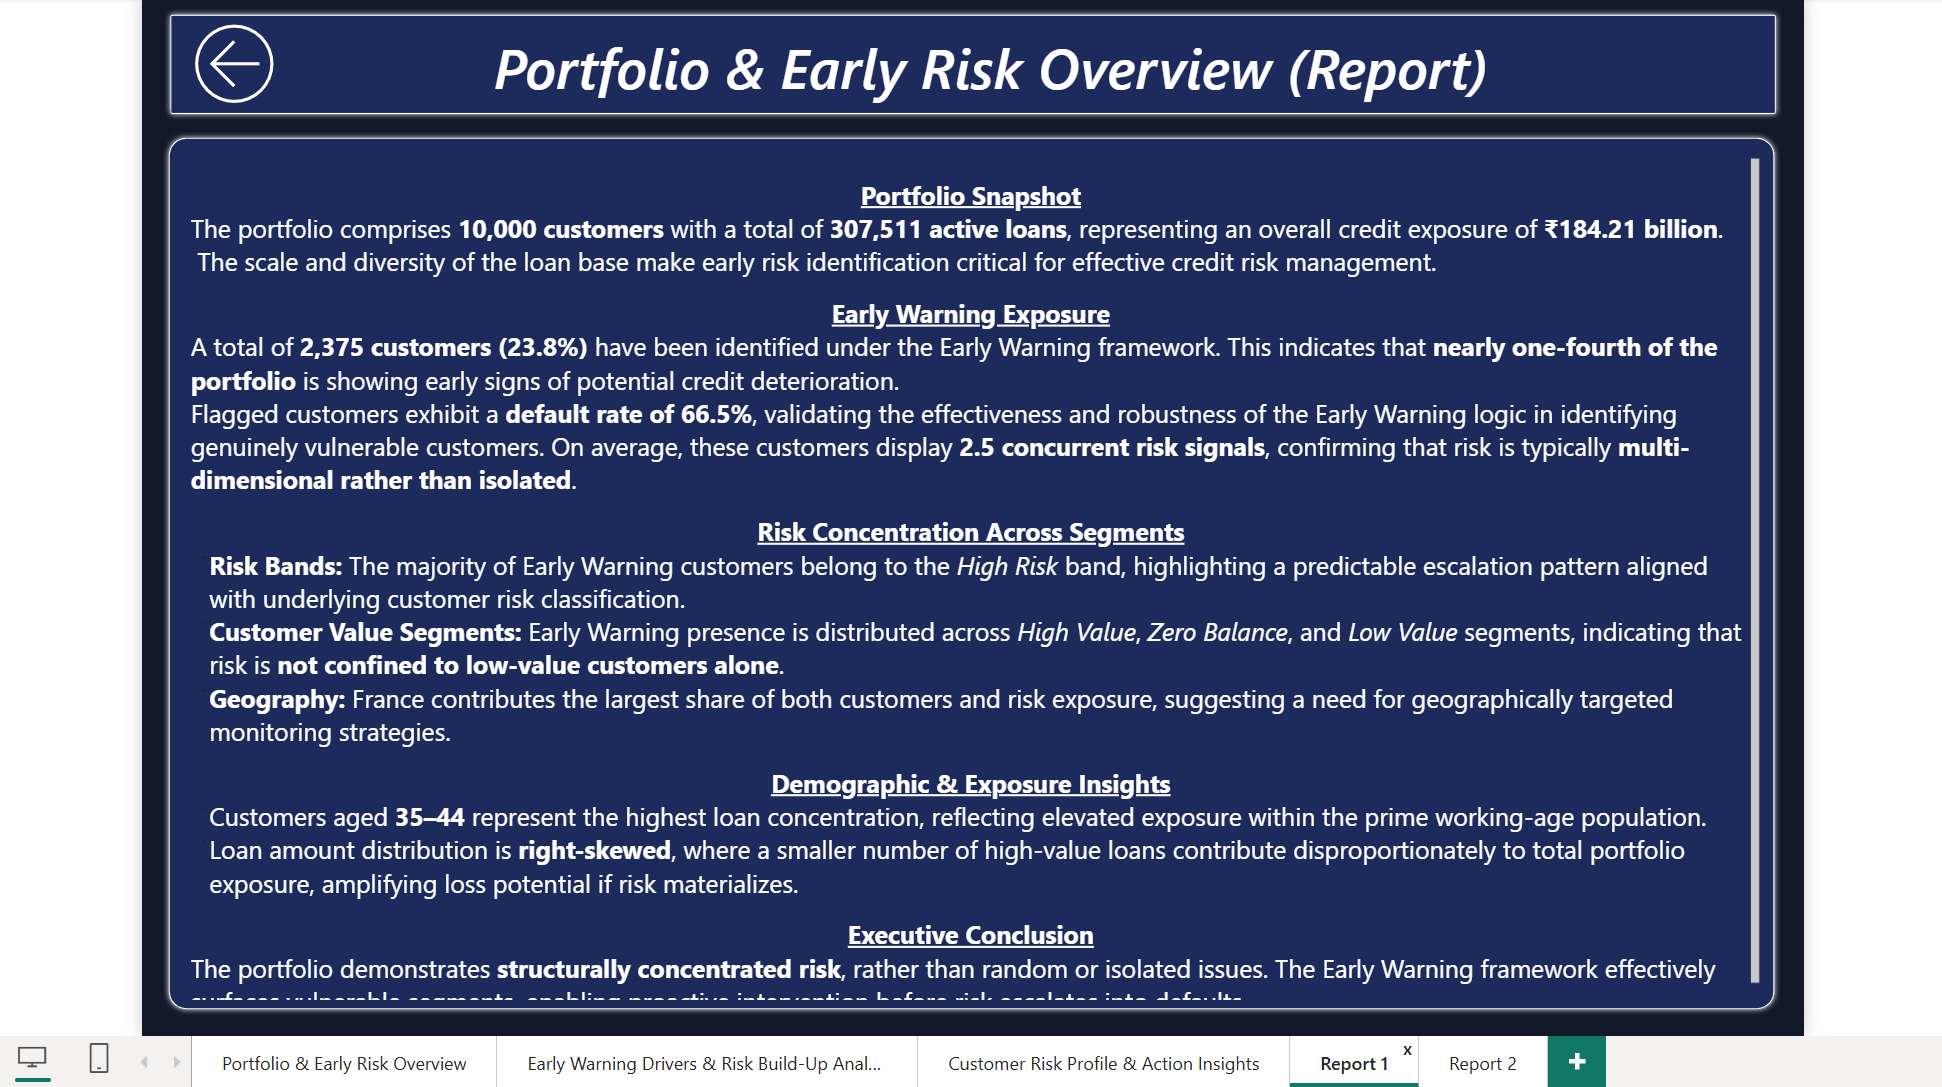 Portfolio & Early Risk Overview (Report)
Portfolio Snapshot
The portfolio comprises 10,000 customers with a total of 307,511 active loans, representing an overall credit exposure of ₹184.21 billion.
The scale and diversity of the loan base make early risk identification critical for effective credit risk management.
Early Warning Exposure
A total of 2,375 customers (23.8%) have been identified under the Early Warning framework. This indicates that nearly one-fourth of the
portfolio is showing early signs of potential credit deterioration.
Flagged customers exhibit a default rate of 66.5%, validating the effectiveness and robustness of the Early Warning logic in identifying
genuinely vulnerable customers. On average, these customers display 2.5 concurrent risk signals, confirming that risk is typically multi-
dimensional rather than isolated.
Risk Concentration Across Segments
Risk Bands: The majority of Early Warning customers belong to the High Risk band, highlighting a predictable escalation pattern aligned
with underlying customer risk classification.
Customer Value Segments: Early Warning presence is distributed across High Value, Zero Balance, and Low Value segments, indicating that
risk is not confined to low-value customers alone.
Geography: France contributes the largest share of both customers and risk exposure, suggesting a need for geographically targeted
monitoring strategies.
Demographic & Exposure Insights
Customers aged 35–44 represent the highest loan concentration, reflecting elevated exposure within the prime working-age population.
Loan amount distribution is right-skewed, where a smaller number of high-value loans contribute disproportionately to total portfolio
exposure, amplifying loss potential if risk materializes.
Executive Conclusion
The portfolio demonstrates structurally concentrated risk, rather than random or isolated issues. The Early Warning framework effectively
surfaces vulnerable segments, enabling proactive intervention before risk escalates into defaults.
Portfolio & Early Risk Overview
Early Warning Drivers & Risk Build-Up Anal...
Customer Risk Profile & Action Insights
Report 1
x
Report 2
+